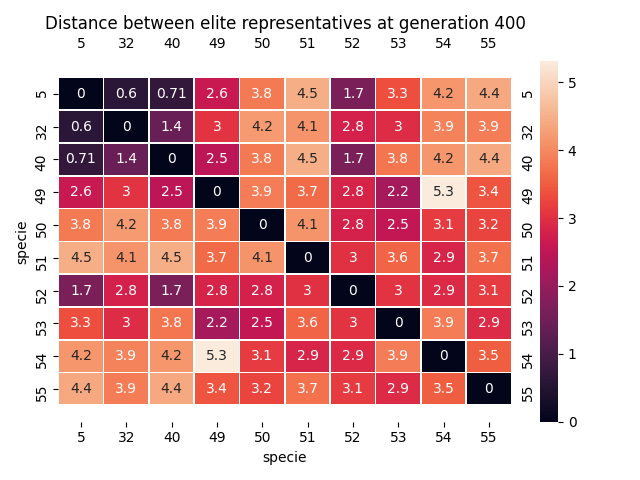 Distance between elite representatives at generation 400
5 32 40 49 50 51 52 53 54 55
5 0 0.6 0.71 2.6 3.8 4.5 1.7 3.3 4.2 4.4 5
32 0.6 0 1.4 3 4.2 4.1 2.8 3 3.9 3.9 32
40 0.71 1.4 0 2.5 3.8 4.5 1.7 3.8 4.2 4.4 40
49 2.6 3 2.5 0 3.9 3.7 2.8 2.2 5.3 3.4 49
50 3.8 4.2 3.8 3.9 0 4.1 2.8 2.5 3.1 3.2 50
51 4.5 4.1 4.5 3.7 4.1 0 3 3.6 2.9 3.7 51
52 1.7 2.8 1.7 2.8 2.8 3 0 3 2.9 3.1 52
53 3.3 3 3.8 2.2 2.5 3.6 3 0 3.9 2.9 53
54 4.2 3.9 4.2 5.3 3.1 2.9 2.9 3.9 0 3.5 54
55 4.4 3.9 4.4 3.4 3.2 3.7 3.1 2.9 3.5 0 55
5 32 40 49 50 51 52 53 54 55
specie
specie
5
4
3
2
1
0